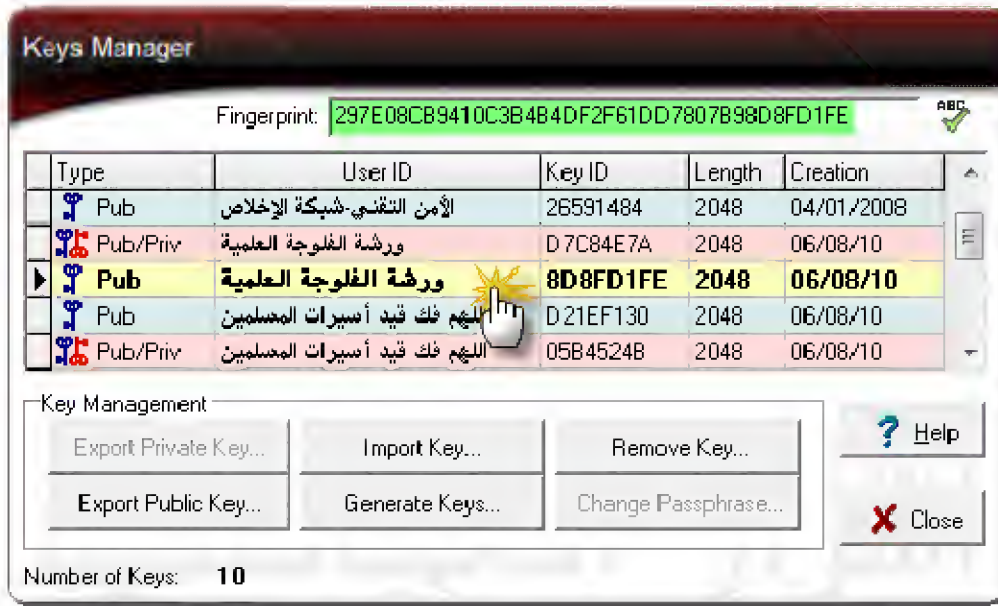 Keys Manager
Fingerprint: 297E08CB9410C3B4B4DF2F61DD7807B98D8FD1FE
ABC
Type User ID Key ID Length Creation
Pub الأمن التقني-شبكة الإخلاص 26591484 2048 04/01/2008
Pub/Priv ورشة الفلوجة العلمية D7C84E7A 2048 06/08/10
Pub ورشة الفلوجة العلمية 8D8FD1FE 2048 06/08/10
Pub اللهم فك قيد أسيرات المسلمين D21EF130 2048 06/08/10
Pub/Priv اللهم فك قيد أسيرات المسلمين 05B4524B 2048 06/08/10
Key Management
Export Private Key... Import Key... Remove Key... Help
Export Public Key... Generate Keys... Change Passphrase... Close
Number of Keys: 10